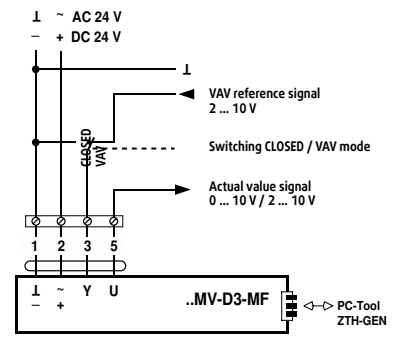 ⊥ ~ AC 24 V
– + DC 24 V
⊥
VAV reference signal
2 ... 10 V
CLOSED
VAV
Switching CLOSED / VAV mode
Actual value signal
0 ... 10 V / 2 ... 10 V
1 2 3 5
⊥ ~ Y U
– +
..MV-D3-MF
PC-Tool
ZTH-GEN